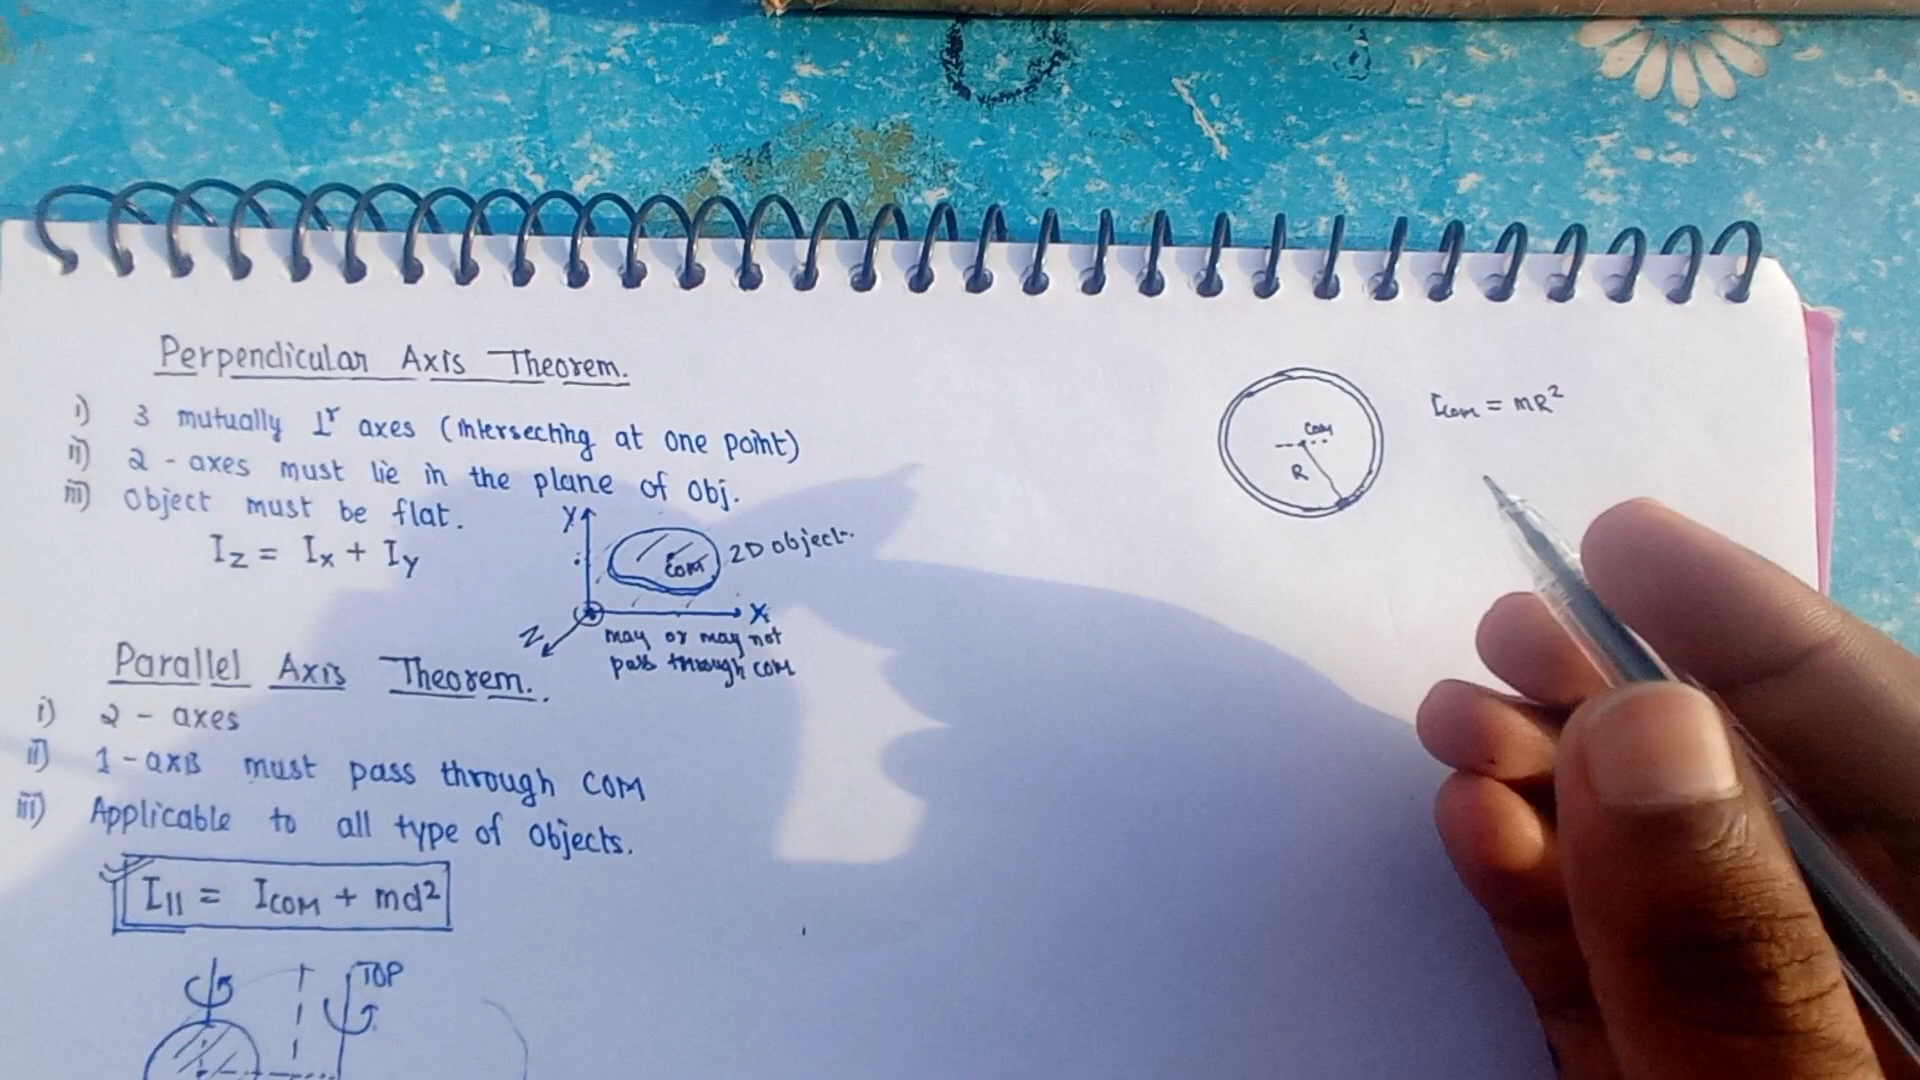 Perpendicular Axis Theorem.
i) 3 mutually ⊥r axes (intersecting at one point)
ii) 2 - axes must lie in the plane of obj.
iii) Object must be flat.
Iz = Ix + Iy
Y
COM
2D object
X
Z
may or may not
pass through COM
Parallel Axis Theorem.
i) 2 - axes
ii) 1 - axis must pass through COM
iii) Applicable to all type of Objects.
I|| = ICOM + md²
TOP
COM
R
Icom = mR²